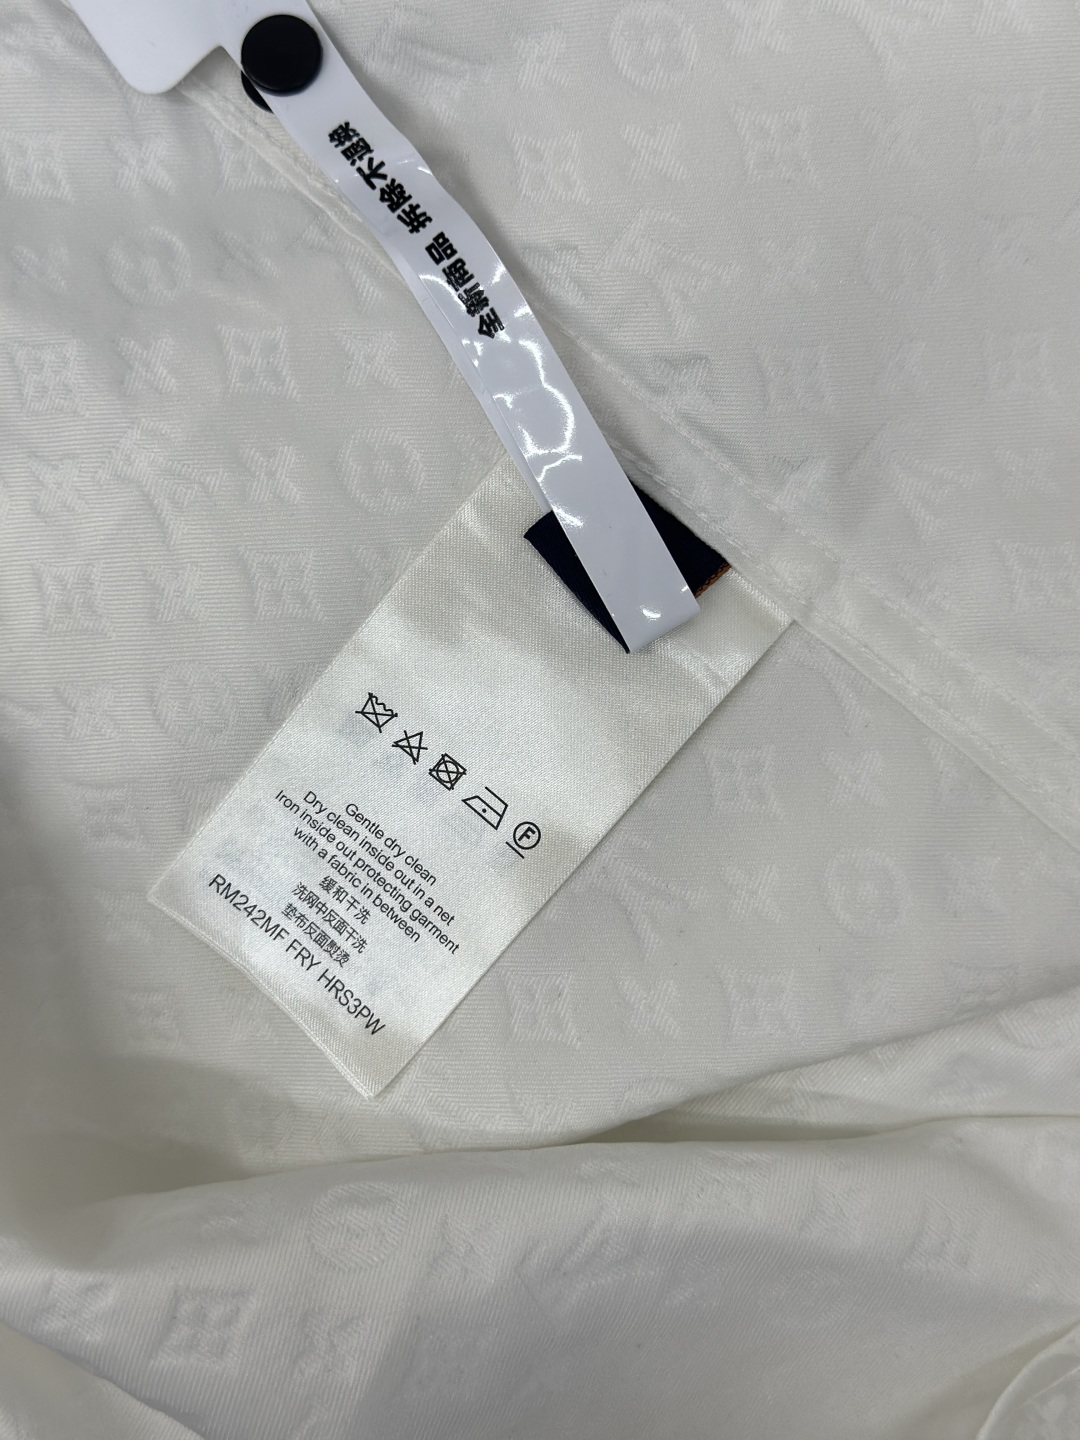 全新商品 拆除不退换
Gentle dry clean
Dry clean inside out in a net
Iron inside out protecting garment
with a fabric in between
缓和干洗
洗网中反面干洗
垫布反面熨烫
RM242MF FRY HRS3PW
F